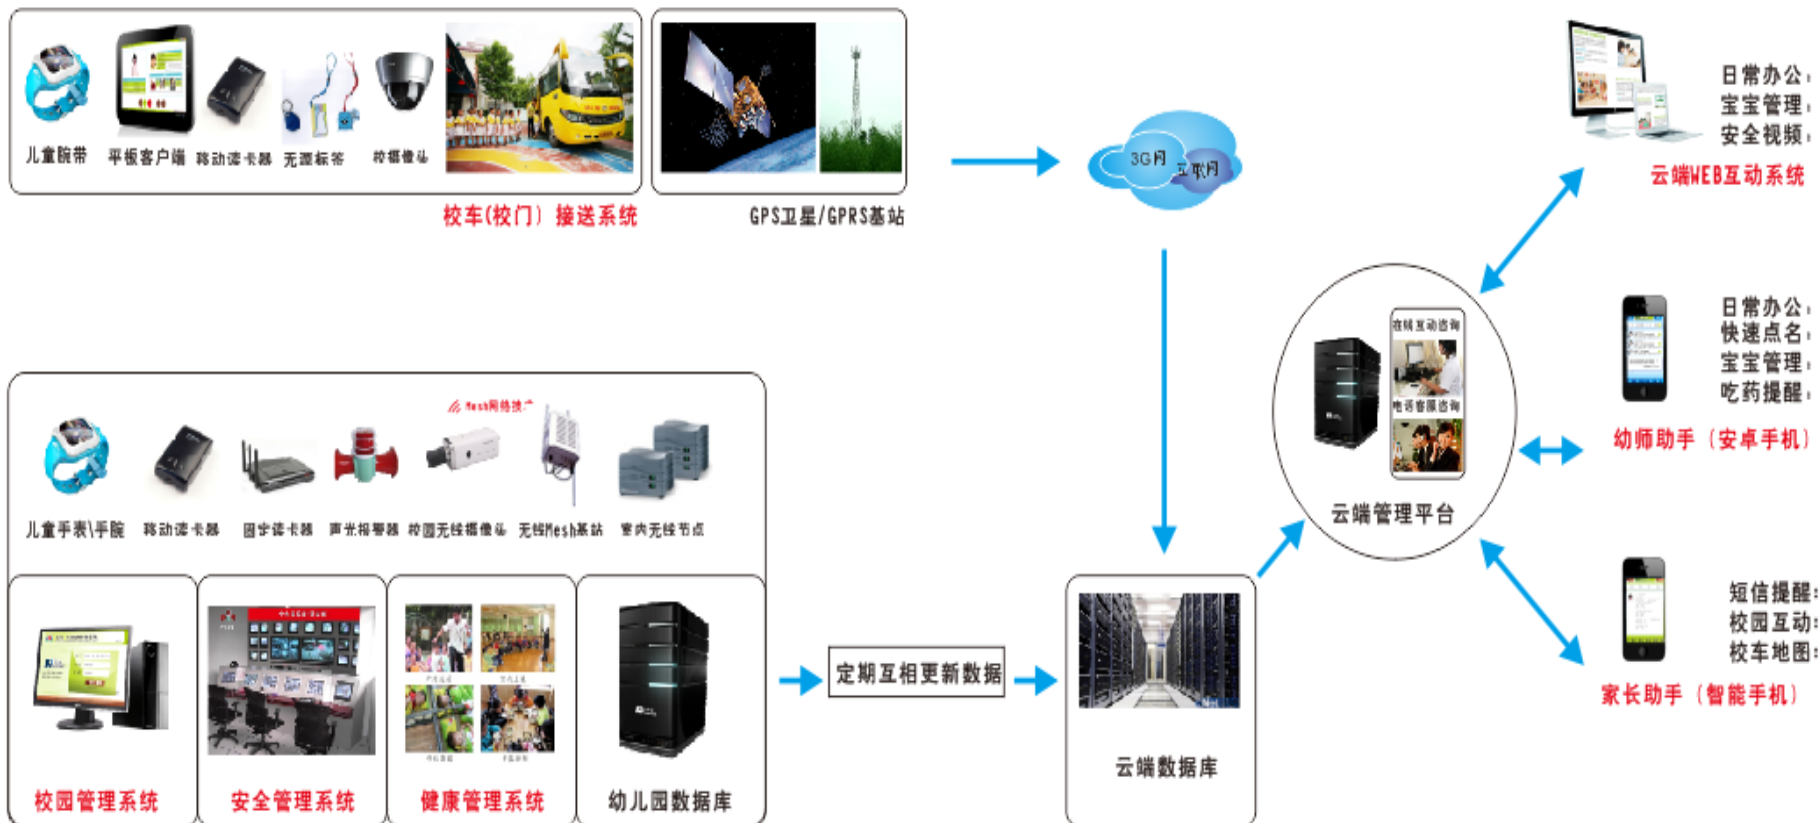 儿童腕带
平板客户端
移动读卡器
无源标签
校摄像头
校车(校门) 接送系统
GPS卫星/GPRS基站
3G网
互联网
日常办公:
宝宝管理:
安全视频:
云端WEB互动系统
在线互动咨询
电话客服咨询
云端管理平台
日常办公:
快速点名:
宝宝管理:
吃药提醒:
幼师助手 (安卓手机)
短信提醒:
校园互动:
校车地图:
家长助手 (智能手机)
Mesh网络技术
儿童手表\手腕
移动读卡器
固定读卡器
声光报警器
校园无线摄像头
无线Mesh基站
室内无线节点
校园管理系统
安全管理系统
健康管理系统
幼儿园数据库
定期互相更新数据
云端数据库